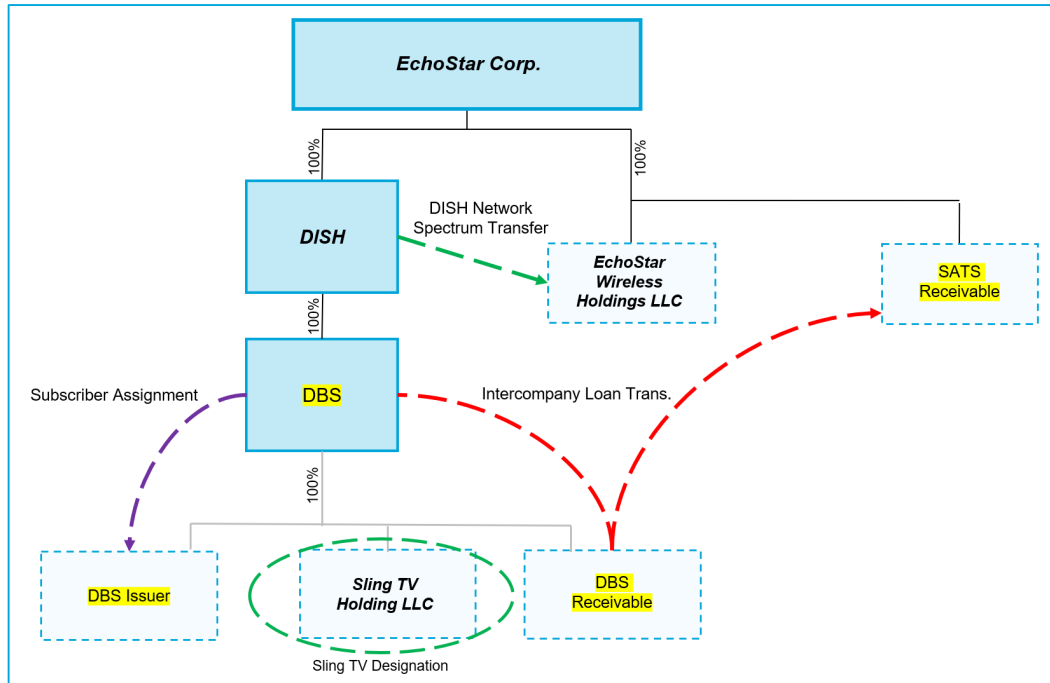 EchoStar Corp.
100%
100%
DISH
DISH Network
Spectrum Transfer
EchoStar
Wireless
Holdings LLC
SATS
Receivable
100%
Subscriber Assignment
DBS
Intercompany Loan Trans.
100%
DBS Issuer
Sling TV
Holding LLC
DBS
Receivable
Sling TV Designation